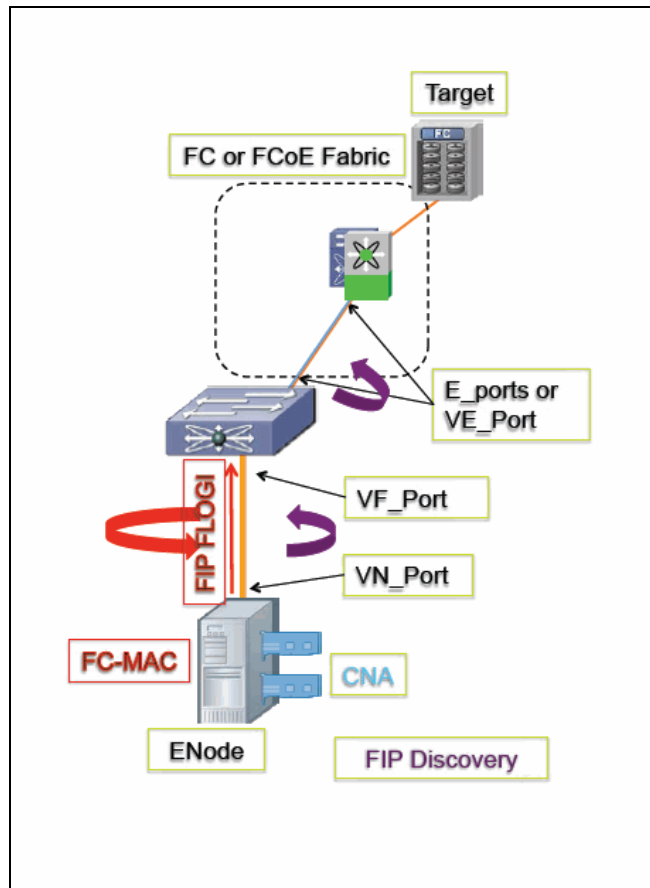 Target
FC
FC or FCoE Fabric
E_ports or
VE_Port
FIP FLOGI
VF_Port
VN_Port
FC-MAC
CNA
ENode
FIP Discovery